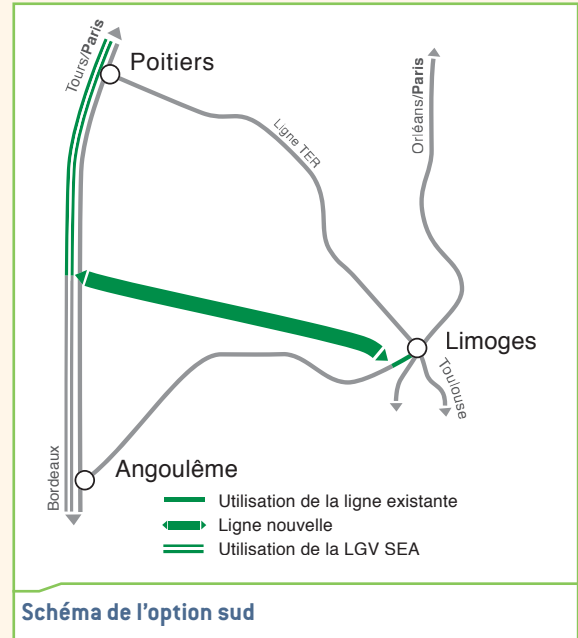 Tours/Paris
Poitiers
Ligne TER
Orléans/Paris
Limoges
Toulouse
Bordeaux
Angoulême
Utilisation de la ligne existante
Ligne nouvelle
Utilisation de la LGV SEA
Schéma de l'option sud